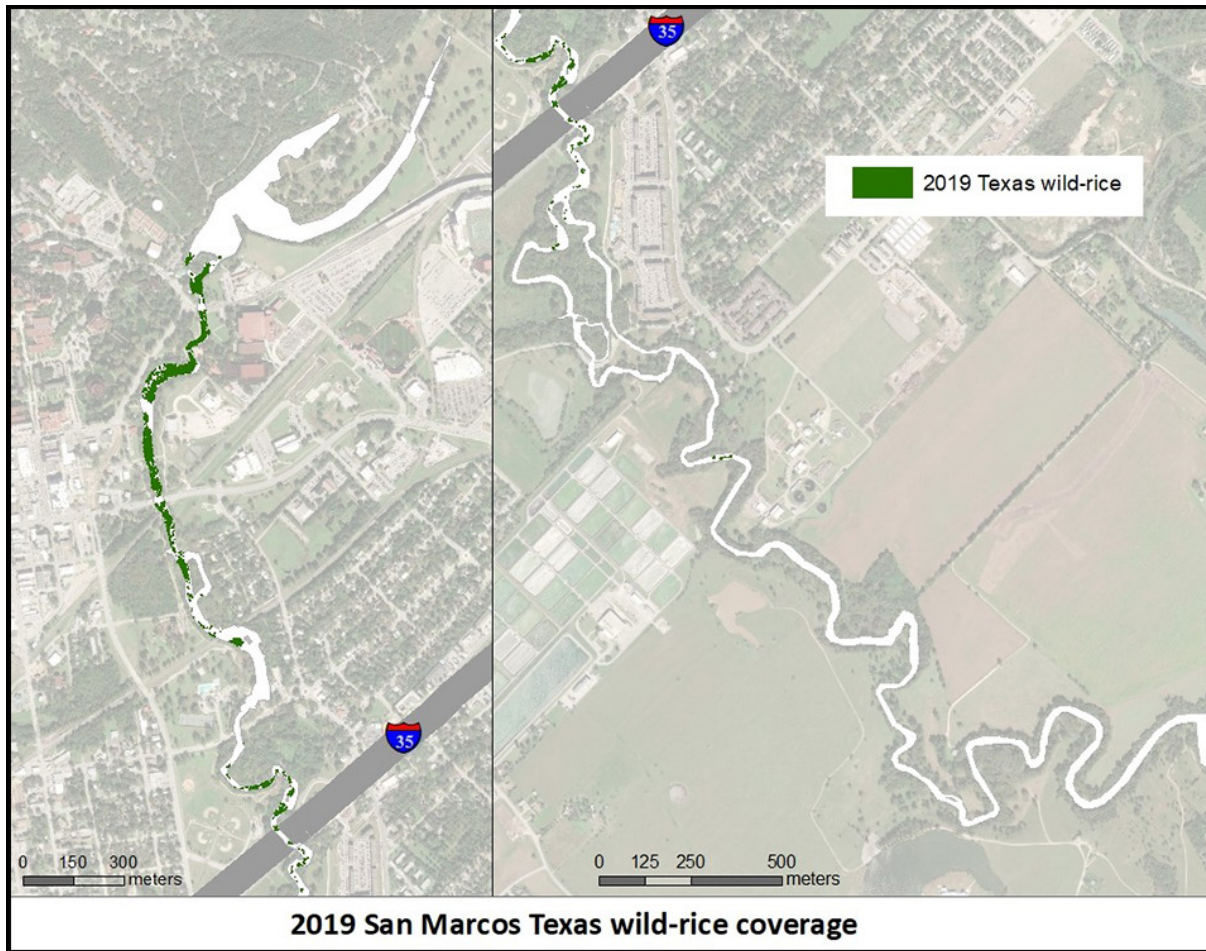 35
2019 Texas wild-rice
35
0 150 300
meters
0 125 250 500
meters
2019 San Marcos Texas wild-rice coverage